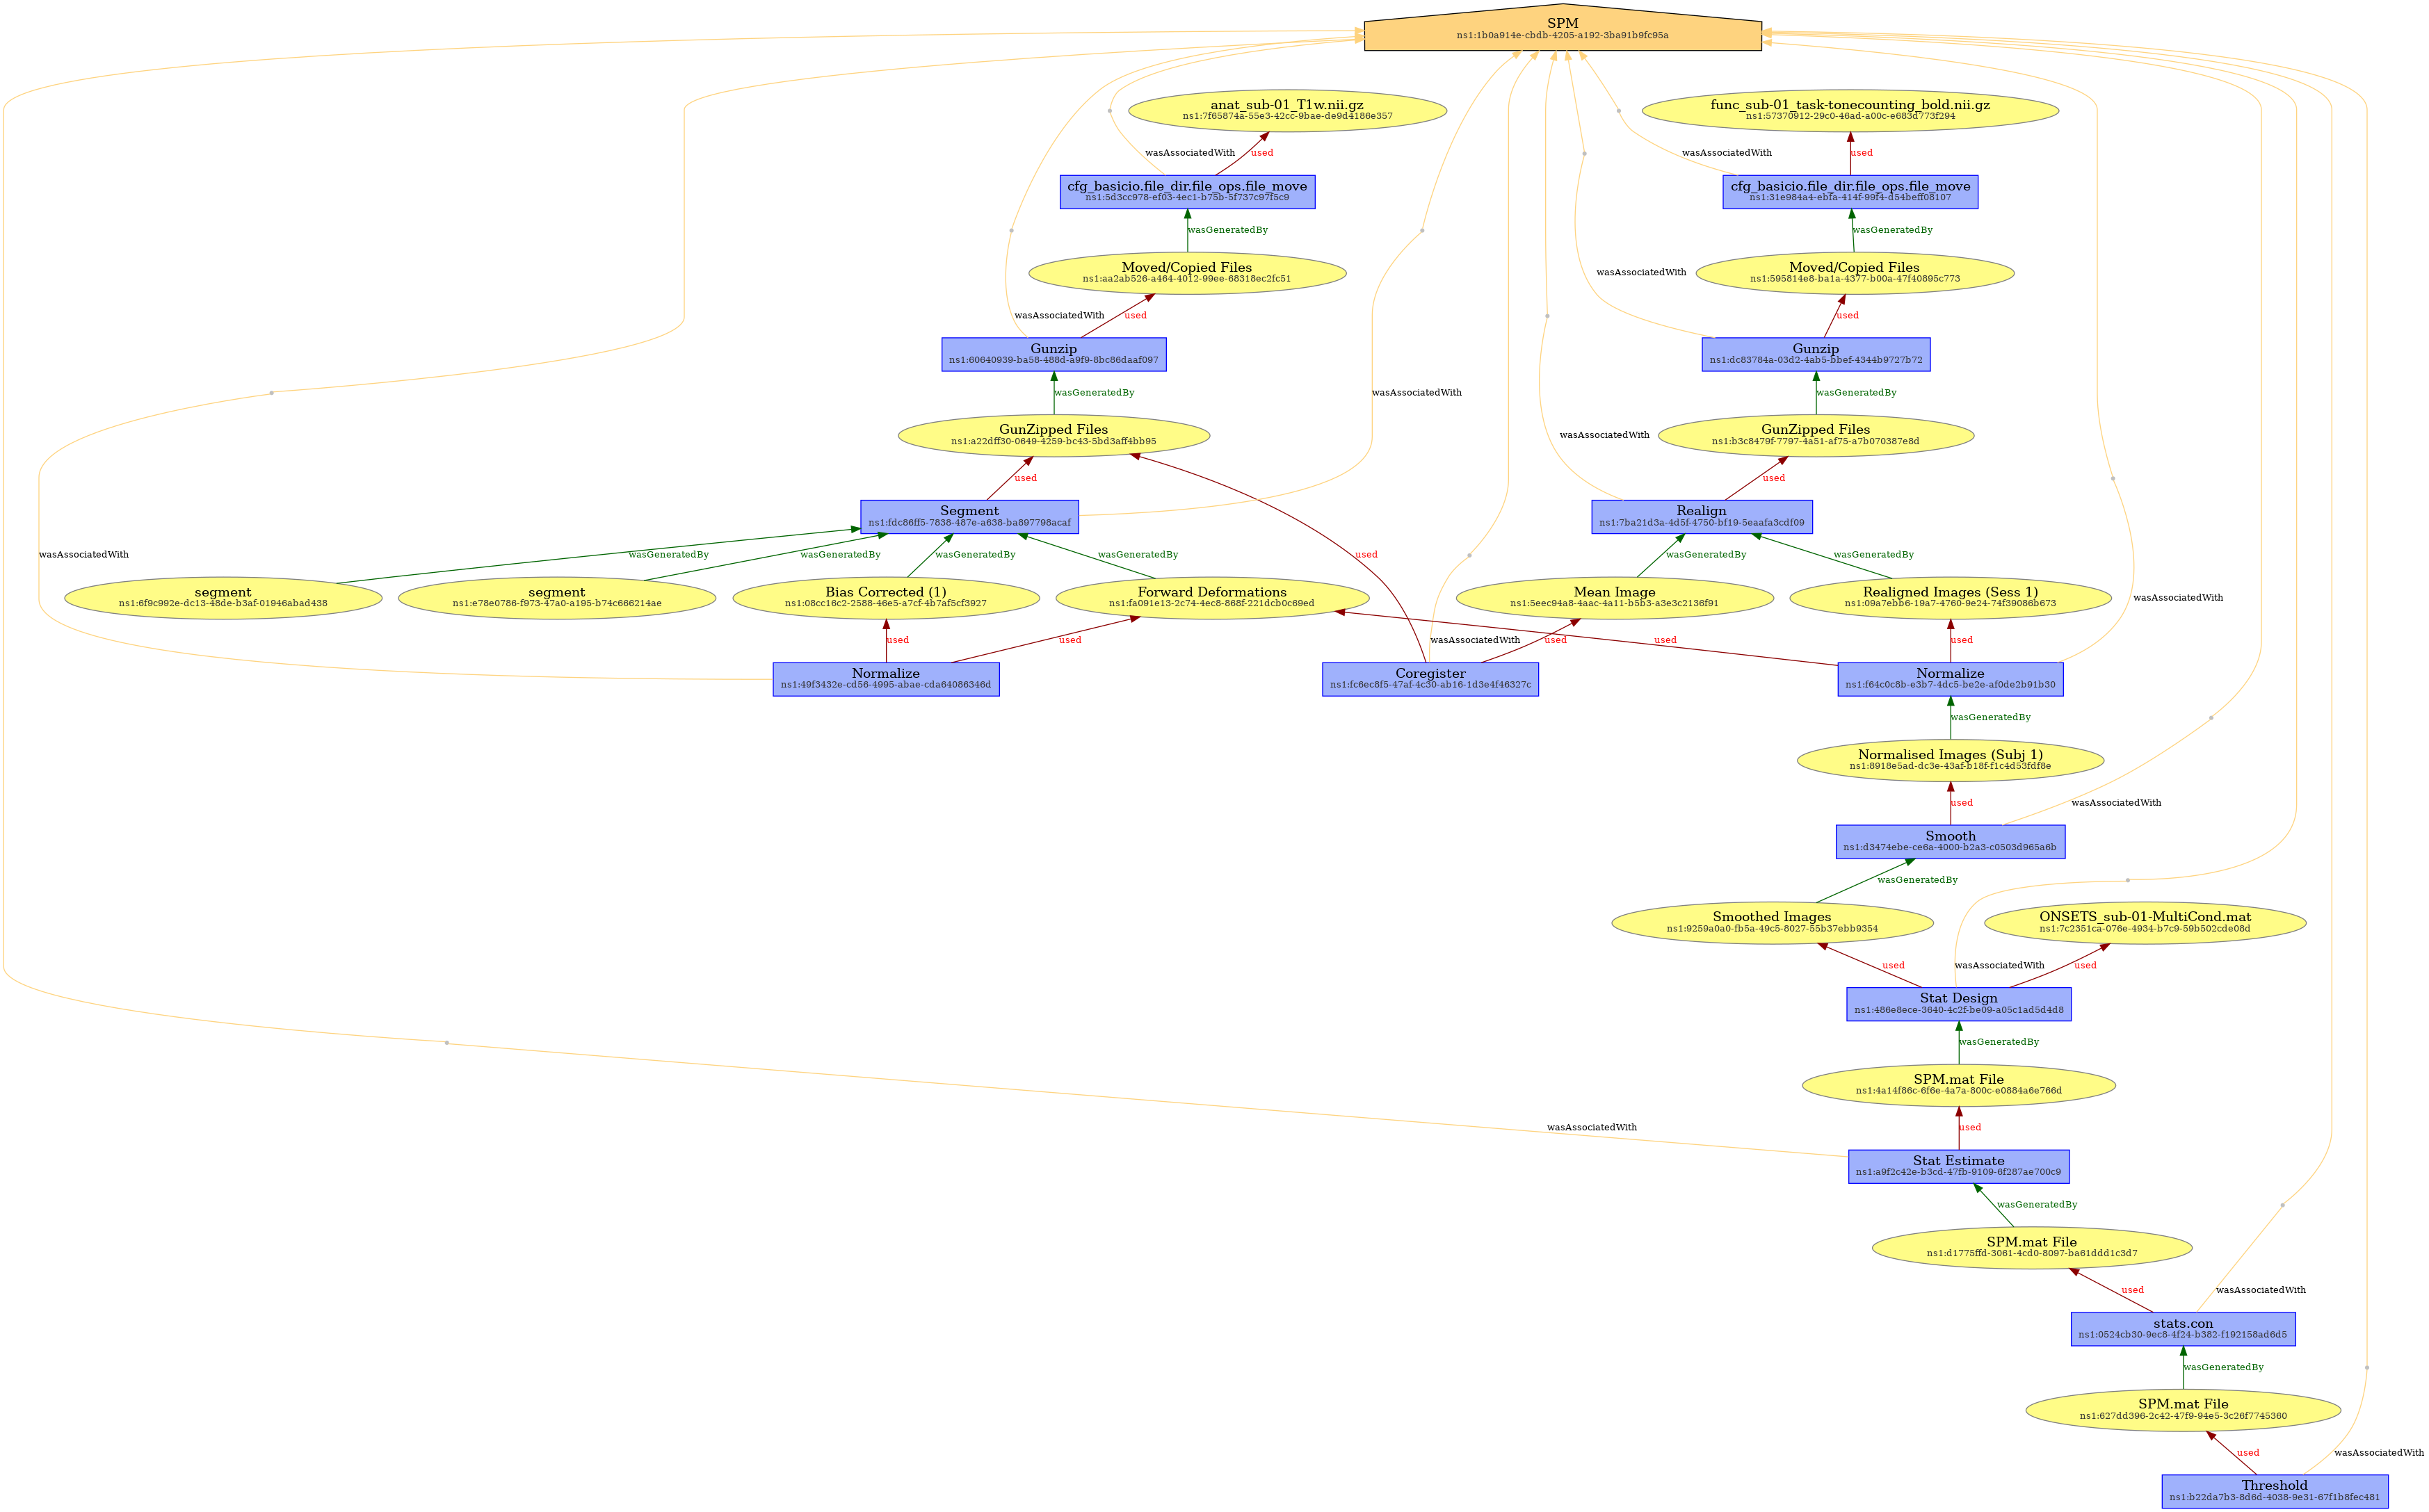 SPM
ns1:1b0a914e-cbdb-4205-a192-3ba91b9fc95a
anat_sub-01_T1w.nii.gz
ns1:7f65874a-55e3-42cc-9bae-de9d4186e357
func_sub-01_task-tonecounting_bold.nii.gz
ns1:57370912-29c0-46ad-a00c-e683d773f294
wasAssociatedWith
used
wasAssociatedWith
used
cfg_basicio.file_dir.file_ops.file_move
ns1:5d3cc978-ef03-4ec1-b75b-5f737c97f5c9
cfg_basicio.file_dir.file_ops.file_move
ns1:31e984a4-ebfa-414f-99f4-d54beff08107
wasGeneratedBy
wasGeneratedBy
Moved/Copied Files
ns1:aa2ab526-a464-4012-99ee-68318ec2fc51
wasAssociatedWith
Moved/Copied Files
ns1:595814e8-ba1a-4377-b00a-47f40895c773
wasAssociatedWith
used
used
Gunzip
ns1:60640939-ba58-488d-a9f9-8bc86daaf097
Gunzip
ns1:dc83784a-03d2-4ab5-bbef-4344b9727b72
wasGeneratedBy
wasAssociatedWith
wasGeneratedBy
GunZipped Files
ns1:a22dff30-0649-4259-bc43-5bd3aff4bb95
wasAssociatedWith
GunZipped Files
ns1:b3c8479f-7797-4a51-af75-a7b070387e8d
used
used
Segment
ns1:fdc86ff5-7838-487e-a638-ba897798acaf
Realign
ns1:7ba21d3a-4d5f-4750-bf19-5eaafa3cdf09
wasAssociatedWith
wasGeneratedBy
wasGeneratedBy
wasGeneratedBy
wasGeneratedBy
used
wasGeneratedBy
wasGeneratedBy
segment
ns1:6f9c992e-dc13-48de-b3af-01946abad438
segment
ns1:e78e0786-f973-47a0-a195-b74c666214ae
Bias Corrected (1)
ns1:08cc16c2-2588-46e5-a7cf-4b7af5cf3927
Forward Deformations
ns1:fa091e13-2c74-4ec8-868f-221dcb0c69ed
Mean Image
ns1:5eec94a8-4aac-4a11-b5b3-a3e3c2136f91
Realigned Images (Sess 1)
ns1:09a7ebb6-19a7-4760-9e24-74f39086b673
wasAssociatedWith
used
used
wasAssociatedWith
used
used
used
Normalize
ns1:49f3432e-cd56-4995-abae-cda64086346d
Coregister
ns1:fc6ec8f5-47af-4c30-ab16-1d3e4f46327c
Normalize
ns1:f64c0c8b-e3b7-4dc5-be2e-af0de2b91b30
wasGeneratedBy
Normalised Images (Subj 1)
ns1:8918e5ad-dc3e-43af-b18f-f1c4d53fdf8e
used
wasAssociatedWith
Smooth
ns1:d3474ebe-ce6a-4000-b2a3-c0503d965a6b
wasGeneratedBy
Smoothed Images
ns1:9259a0a0-fb5a-49c5-8027-55b37ebb9354
ONSETS_sub-01-MultiCond.mat
ns1:7c2351ca-076e-4934-b7c9-59b502cde08d
used
wasAssociatedWith
used
Stat Design
ns1:486e8ece-3640-4c2f-be09-a05c1ad5d4d8
wasGeneratedBy
SPM.mat File
ns1:4a14f86c-6f6e-4a7a-800c-e0884a6e766d
wasAssociatedWith
used
Stat Estimate
ns1:a9f2c42e-b3cd-47fb-9109-6f287ae700c9
wasGeneratedBy
SPM.mat File
ns1:d1775ffd-3061-4cd0-8097-ba61ddd1c3d7
used
wasAssociatedWith
stats.con
ns1:0524cb30-9ec8-4f24-b382-f192158ad6d5
wasGeneratedBy
SPM.mat File
ns1:627dd396-2c42-47f9-94e5-3c26f7745360
used
wasAssociatedWith
Threshold
ns1:b22da7b3-8d6d-4038-9e31-67f1b8fec481